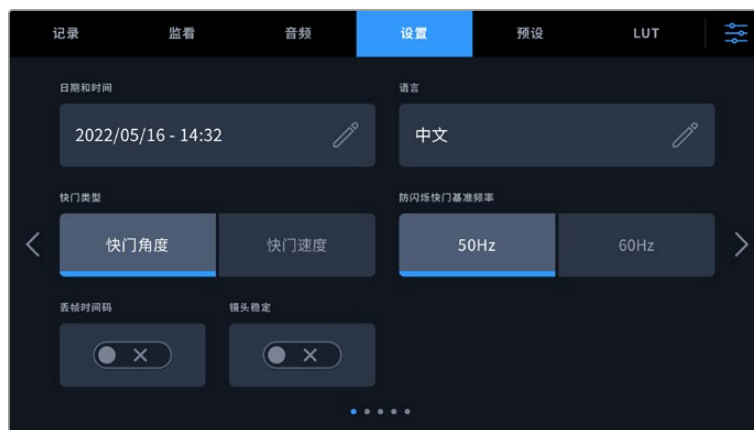 记录 监看 音频 设置 预设 LUT
日期和时间 语言
2022/05/16 - 14:32 中文
快门类型 防闪烁快门基准频率
快门角度 快门速度 50Hz 60Hz
丢帧时间码 镜头稳定